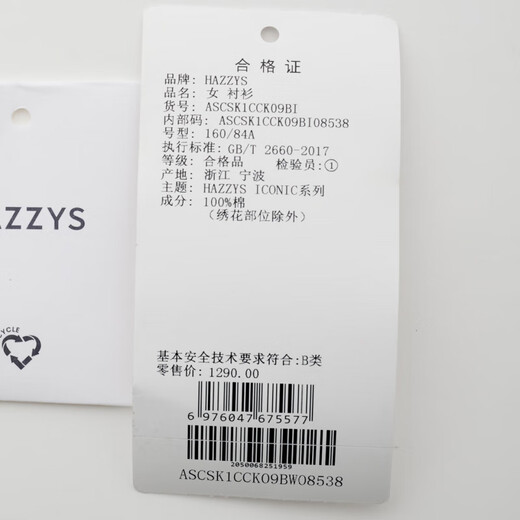 合格证
品牌: HAZZYS
品名: 女 衬衫
货号: ASCSK1CCK09BI
内部码: ASCSK1CCK09BI08538
号型: 160/84A
执行标准: GB/T 2660-2017
等级: 合格品 检验员:①
产地: 浙江 宁波
主题: HAZZYS ICONIC系列
成分: 100%棉
(绣花部位除外)
AZZYS
CYCLE
基本安全技术要求符合:B类
零售价: 1290.00
6 976047 675577
2050068251959
ASCSK1CCK09BW08538